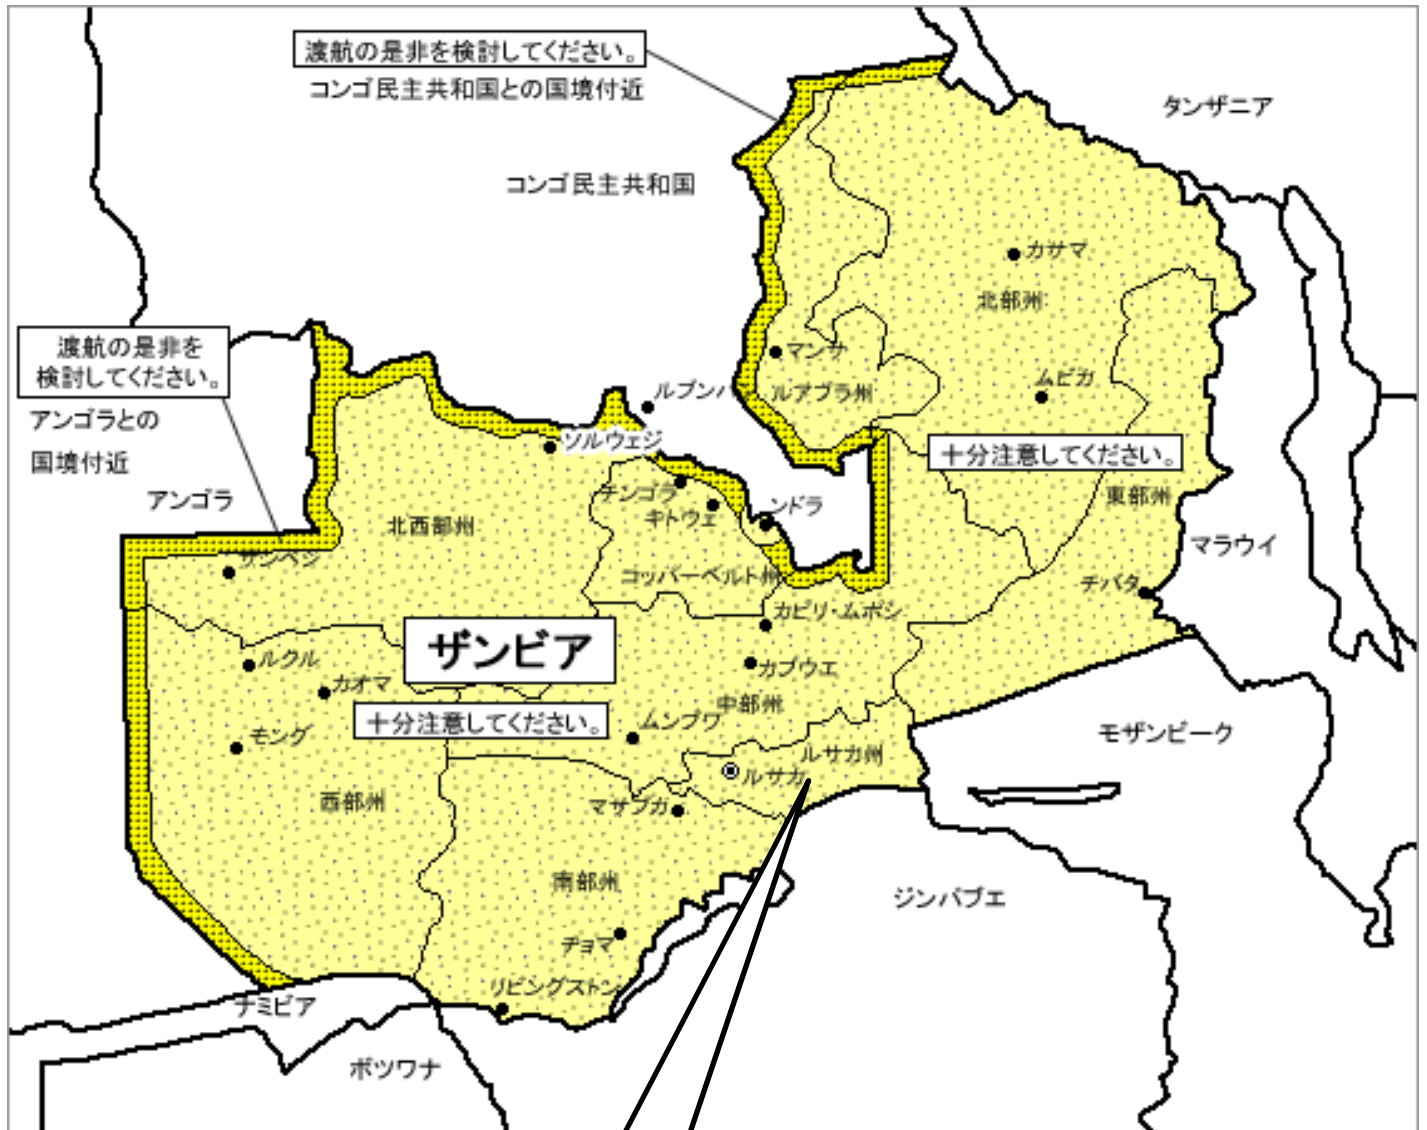 渡航の是非を検討してください。
コンゴ民主共和国との国境付近
タンザニア
コンゴ民主共和国
カサマ
北部州
渡航の是非を
検討してください。
アンゴラとの
国境付近
マンサ
ルアプラ州
ムピカ
ルブンバ
ソルウェジ
十分注意してください。
アンゴラ
北西部州
チンゴラ
キトウェ
ンドラ
東部州
マラウイ
ザンベジ
コッパーベルト州
チパタ
カピリ・ムポシ
ザンビア
ルクル
カオマ
カブウエ
中部州
十分注意してください。
ムンブワ
モング
モザンビーク
ルサカ州
ルサカ
西部州
マザブカ
南部州
ジンバブエ
チョマ
リビングストン
ナミビア
ボツワナ